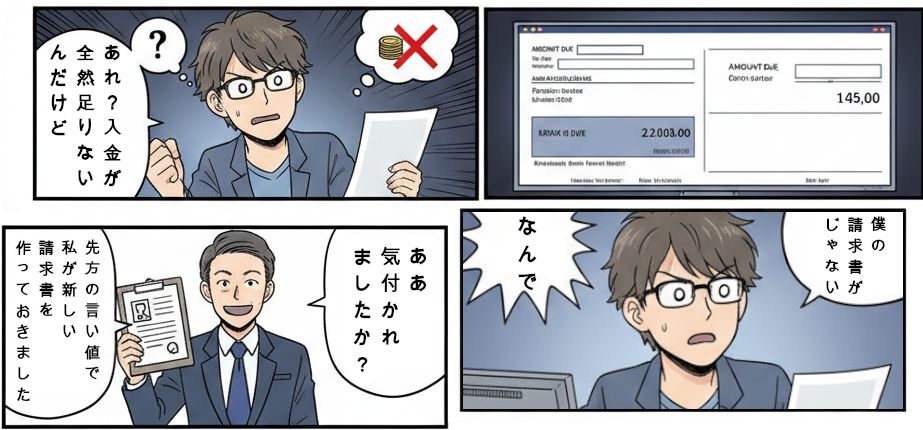 あれ？入金が
全然足りない
んだけど
?
AMOUNT DUE
22.003.00
145,00
僕の
請求書が
じゃない
なんで
ああ
気付かれ
ましたか？
先方の言い値で
私が新しい
請求書を
作っておきました